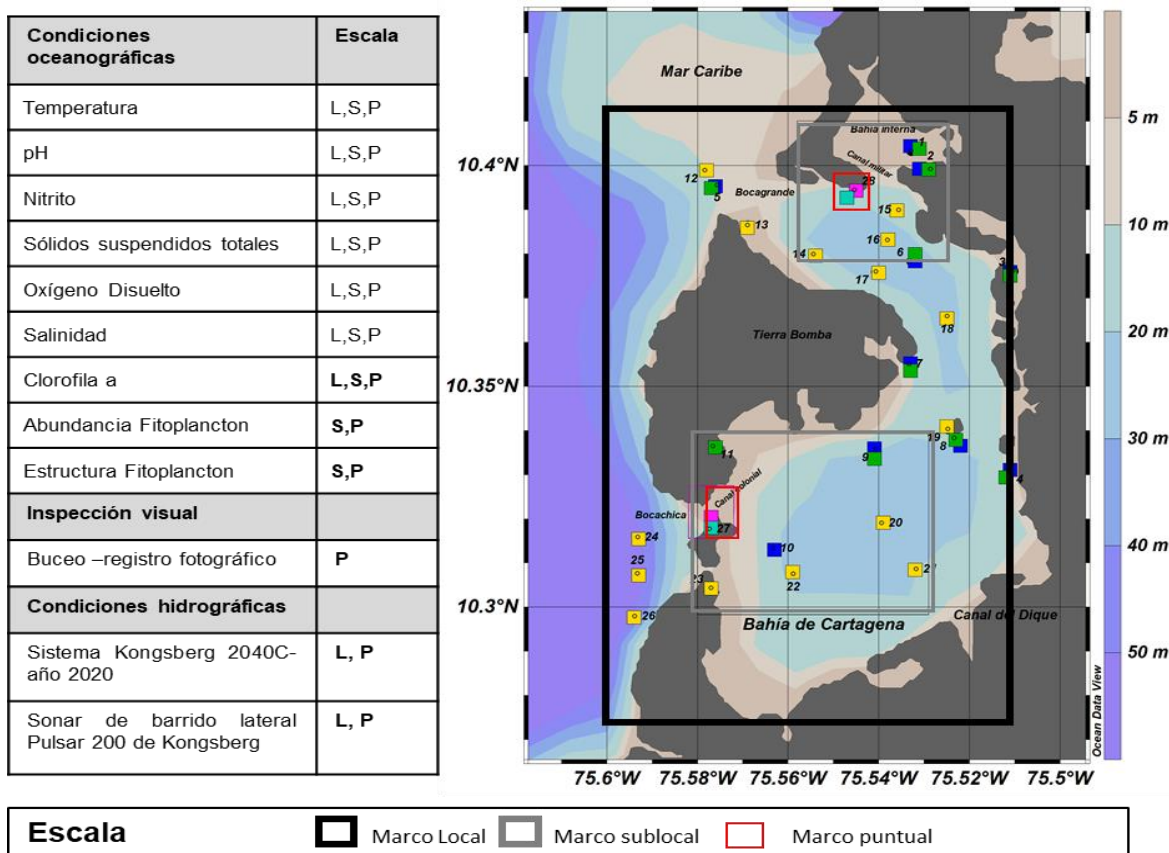 Condiciones Escala
oceanográficas
Temperatura L,S,P
pH L,S,P
Nitrito L,S,P
Sólidos suspendidos totales L,S,P
Oxígeno Disuelto L,S,P
Salinidad L,S,P
Clorofila a L,S,P
Abundancia Fitoplancton S,P
Estructura Fitoplancton S,P
Inspección visual
Buceo –registro fotográfico P
Condiciones hidrográficas
Sistema Kongsberg 2040C- L, P
año 2020
Sonar de barrido lateral L, P
Pulsar 200 de Kongsberg
Mar Caribe
Bahía interna
1
2
Canal militar
28
12
5
Bocagrande
13
15
16
14
6
17
3
18
Tierra Bomba
7
19
8
4
9
11
Canal colonial
Bocachica
27
20
24
10
25
22
21
23
26
Canal del Dique
Bahía de Cartagena
10.4°N
10.35°N
10.3°N
75.6°W 75.58°W 75.56°W 75.54°W 75.52°W 75.5°W
Ocean Data View
5 m
10 m
20 m
30 m
40 m
50 m
Escala Marco Local Marco sublocal Marco puntual